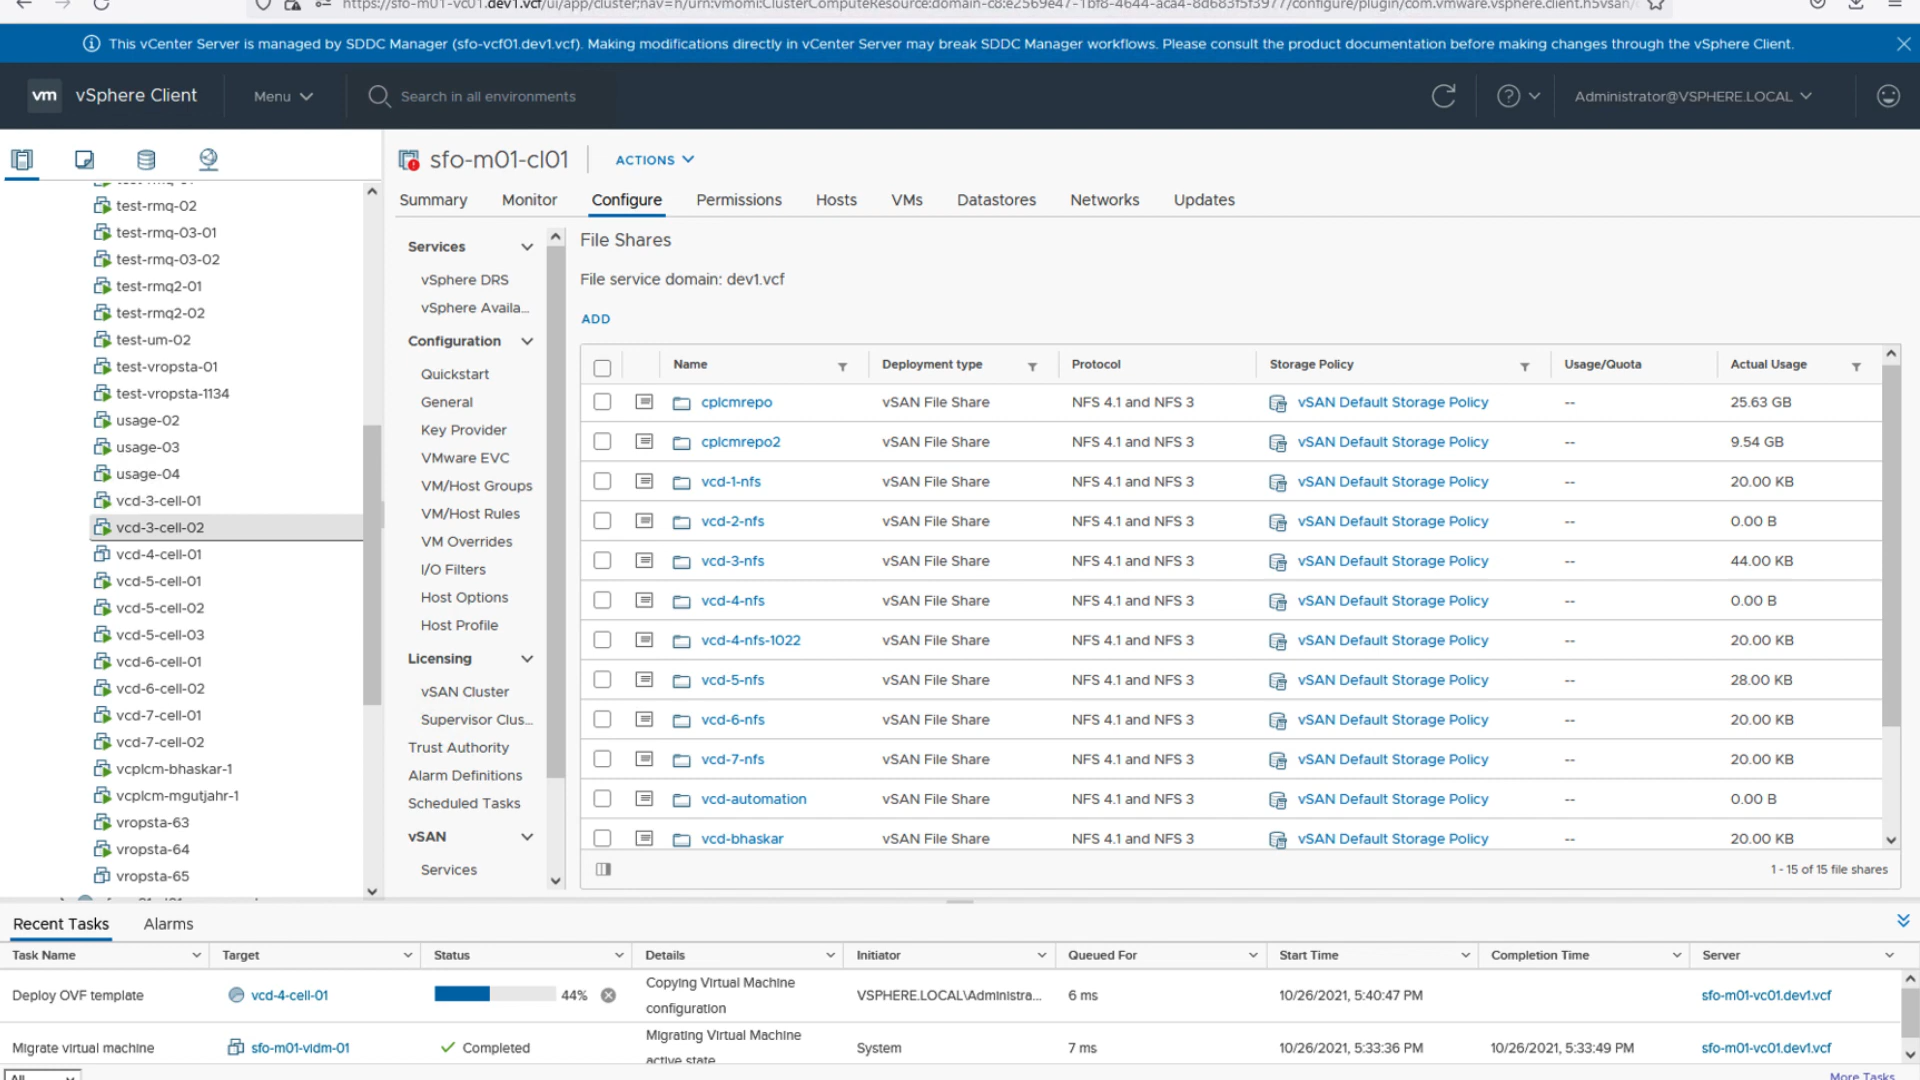 This vCenter Server is managed by SDDC Manager (sfo-vcf01.dev1.vcf). Making modifications directly in vCenter Server may break SDDC Manager workflows. Please consult the product documentation before making changes through the vSphere Client.
vm vSphere Client Menu Search in all environments Administrator@VSPHERE.LOCAL
sfo-m01-cl01 ACTIONS
Summary Monitor Configure Permissions Hosts VMs Datastores Networks Updates
test-rmq-02
test-rmq-03-01
test-rmq-03-02
test-rmq2-01
test-rmq2-02
test-um-02
test-vropsta-01
test-vropsta-1134
usage-02
usage-03
usage-04
vcd-3-cell-01
vcd-3-cell-02
vcd-4-cell-01
vcd-5-cell-01
vcd-5-cell-02
vcd-5-cell-03
vcd-6-cell-01
vcd-6-cell-02
vcd-7-cell-01
vcd-7-cell-02
vcplcm-bhaskar-1
vcplcm-mgutjahr-1
vropsta-63
vropsta-64
vropsta-65
Services
vSphere DRS
vSphere Availa...
Configuration
Quickstart
General
Key Provider
VMware EVC
VM/Host Groups
VM/Host Rules
VM Overrides
I/O Filters
Host Options
Host Profile
Licensing
vSAN Cluster
Supervisor Clus...
Trust Authority
Alarm Definitions
Scheduled Tasks
vSAN
Services
File Shares
File service domain: dev1.vcf
ADD
Name Deployment type Protocol Storage Policy Usage/Quota Actual Usage
cplcmrepo vSAN File Share NFS 4.1 and NFS 3 vSAN Default Storage Policy -- 25.63 GB
cplcmrepo2 vSAN File Share NFS 4.1 and NFS 3 vSAN Default Storage Policy -- 9.54 GB
vcd-1-nfs vSAN File Share NFS 4.1 and NFS 3 vSAN Default Storage Policy -- 20.00 KB
vcd-2-nfs vSAN File Share NFS 4.1 and NFS 3 vSAN Default Storage Policy -- 0.00 B
vcd-3-nfs vSAN File Share NFS 4.1 and NFS 3 vSAN Default Storage Policy -- 44.00 KB
vcd-4-nfs vSAN File Share NFS 4.1 and NFS 3 vSAN Default Storage Policy -- 0.00 B
vcd-4-nfs-1022 vSAN File Share NFS 4.1 and NFS 3 vSAN Default Storage Policy -- 20.00 KB
vcd-5-nfs vSAN File Share NFS 4.1 and NFS 3 vSAN Default Storage Policy -- 28.00 KB
vcd-6-nfs vSAN File Share NFS 4.1 and NFS 3 vSAN Default Storage Policy -- 20.00 KB
vcd-7-nfs vSAN File Share NFS 4.1 and NFS 3 vSAN Default Storage Policy -- 20.00 KB
vcd-automation vSAN File Share NFS 4.1 and NFS 3 vSAN Default Storage Policy -- 0.00 B
vcd-bhaskar vSAN File Share NFS 4.1 and NFS 3 vSAN Default Storage Policy -- 20.00 KB
1 - 15 of 15 file shares
Recent Tasks Alarms
Task Name Target Status Details Initiator Queued For Start Time Completion Time Server
Deploy OVF template vcd-4-cell-01 44% Copying Virtual Machine configuration VSPHERE.LOCAL\Administra... 6 ms 10/26/2021, 5:40:47 PM sfo-m01-vc01.dev1.vcf
Migrate virtual machine sfo-m01-vidm-01 Completed Migrating Virtual Machine active state System 7 ms 10/26/2021, 5:33:36 PM 10/26/2021, 5:33:49 PM sfo-m01-vc01.dev1.vcf
All More Tasks